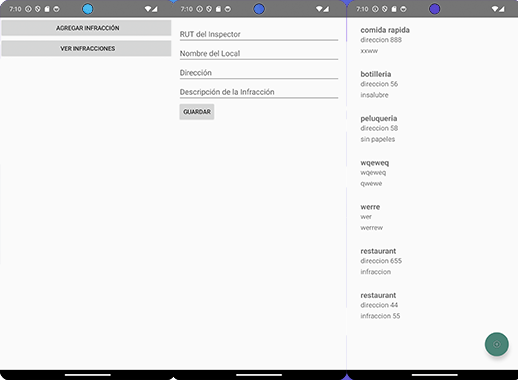 7:10
AGREGAR INFRACCIÓN
VER INFRACCIONES
7:10
RUT del Inspector
Nombre del Local
Dirección
Descripción de la Infracción
GUARDAR
7:10
comida rapida
direccion 888
xxww
botilleria
direccion 56
insalubre
peluqueria
direccion 58
sin papeles
wqeweq
wqeweq
qwewe
werre
wer
werrew
restaurant
direccion 655
infraccion
restaurant
direccion 44
infraccion 55